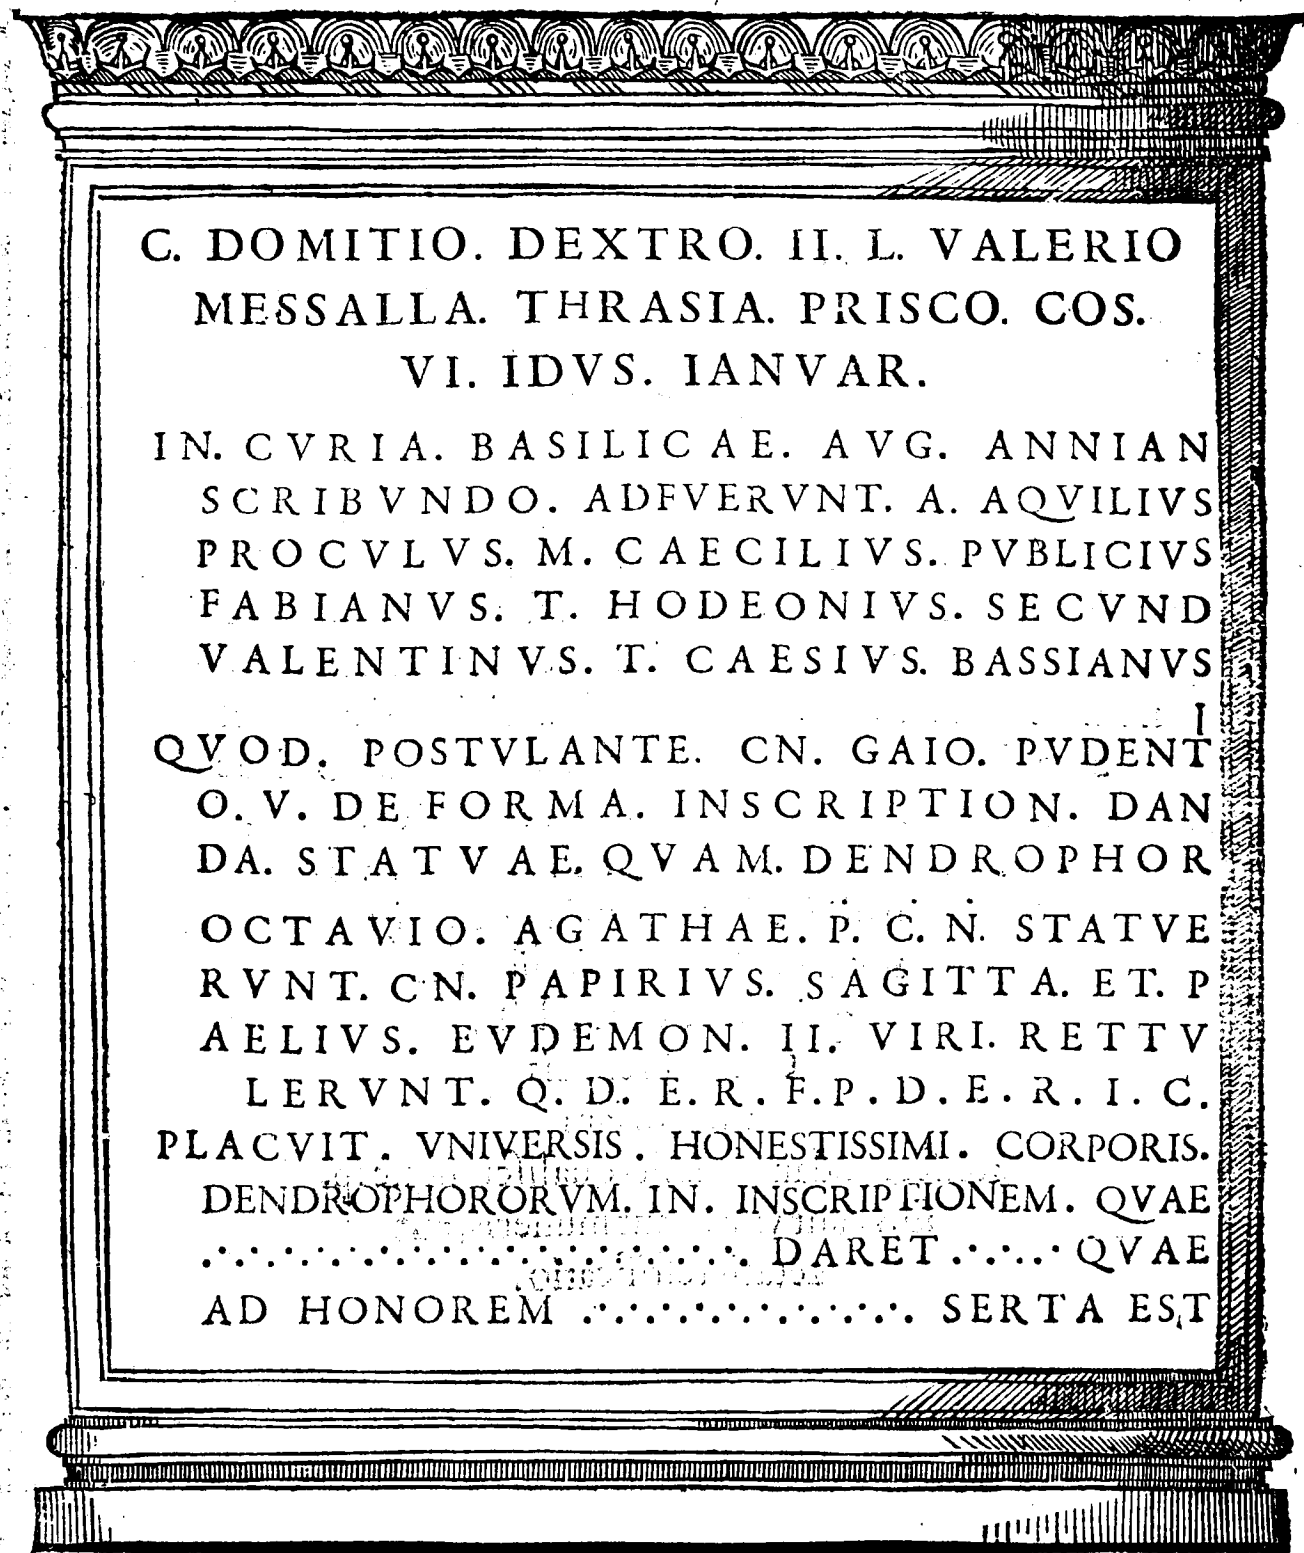 C. DOMITIO. DEXTRO. II. L. VALERIO
MESSALLA. THRASIA. PRISCO. COS.
VI. IDVS. IANVAR.
IN. CVRIA. BASILICAE. AVG. ANNIAN
SCRIBVNDO. ADFVERVNT. A. AQVILIVS
PROCVLVS. M. CAECILIVS. PVBLICIVS
FABIANVS. T. HODEONIVS. SECVND
VALENTINVS. T. CAESIVS. BASSIANVS
I
QVOD. POSTVLANTE. CN. GAIO. PVDENT
O. V. DE FORMA. INSCRIPTION. DAN
DA. STATVAE. QVAM. DENDROPHOR
OCTAVIO. AGATHAE. P. C. N. STATVE
RVNT. CN. PAPIRIVS. SAGITTA. ET. P
AELIVS. EVDEMON. II. VIRI. RETTV
LERVNT. Q. D. E. R. F. P. D. E. R. I. C.
PLACVIT. VNIVERSIS. HONESTISSIMI. CORPORIS.
DENDROPHORORVM. IN. INSCRIPTIONEM. QVAE
. . . . . . . . . . . . . . . . . . DARET . . . . . . QVAE
AD HONOREM . . . . . . . . . . . . . SERTA EST